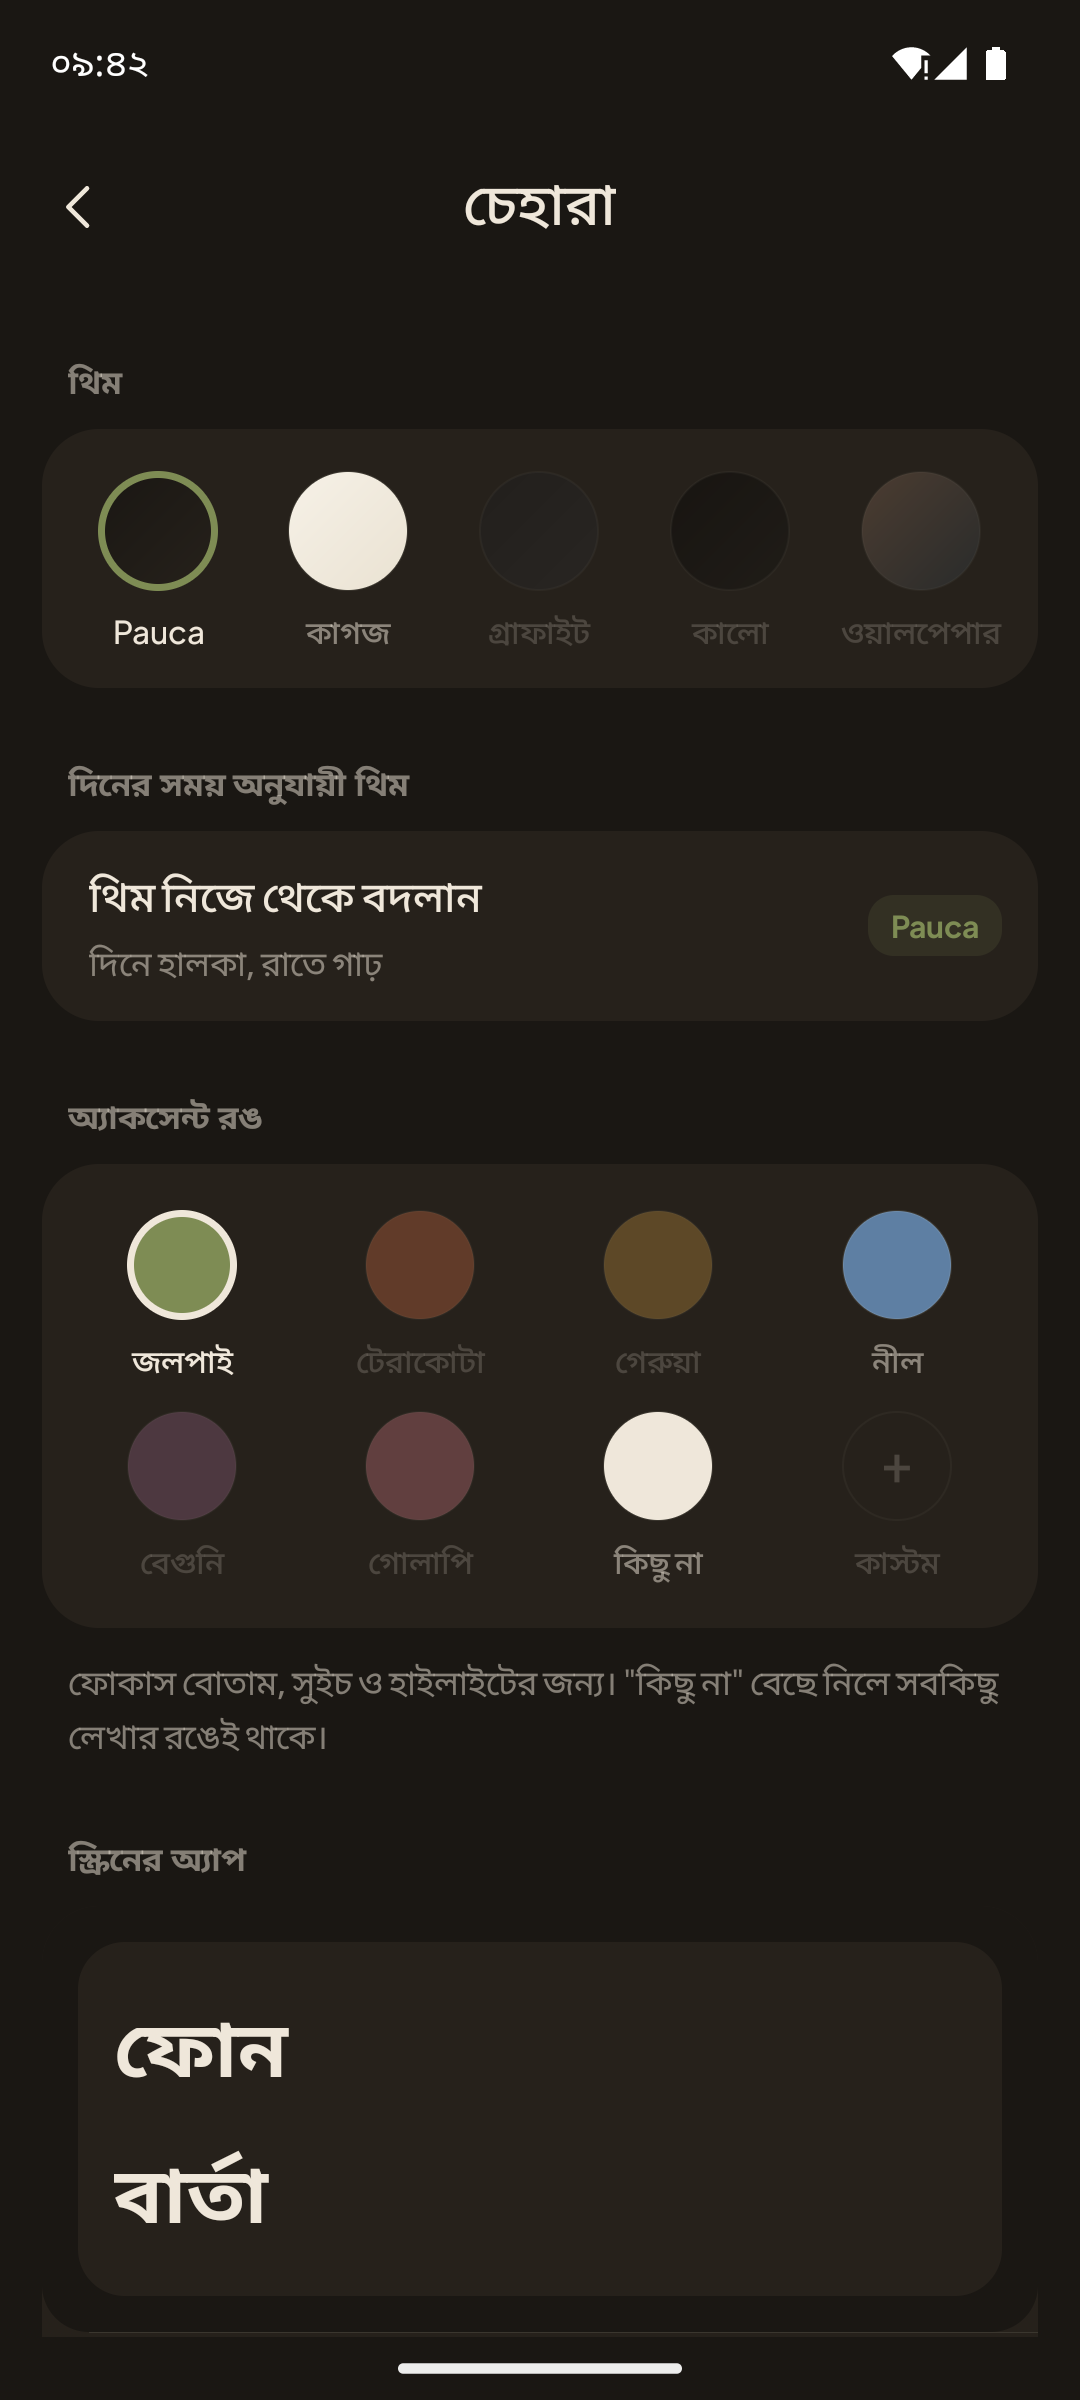 ০৯:৪২
চেহারা
থিম
Pauca
কাগজ
গ্রাফাইট
কালো
ওয়ালপেপার
দিনের সময় অনুযায়ী থিম
থিম নিজে থেকে বদলান
দিনে হালকা, রাতে গাঢ়
Pauca
অ্যাকসেন্ট রঙ
জলপাই
টেরাকোটা
গেরুয়া
নীল
বেগুনি
গোলাপি
কিছু না
কাস্টম
ফোকাস বোতাম, সুইচ ও হাইলাইটের জন্য। "কিছু না" বেছে নিলে সবকিছু
লেখার রঙেই থাকে।
স্ক্রিনের অ্যাপ
ফোন
বার্তা